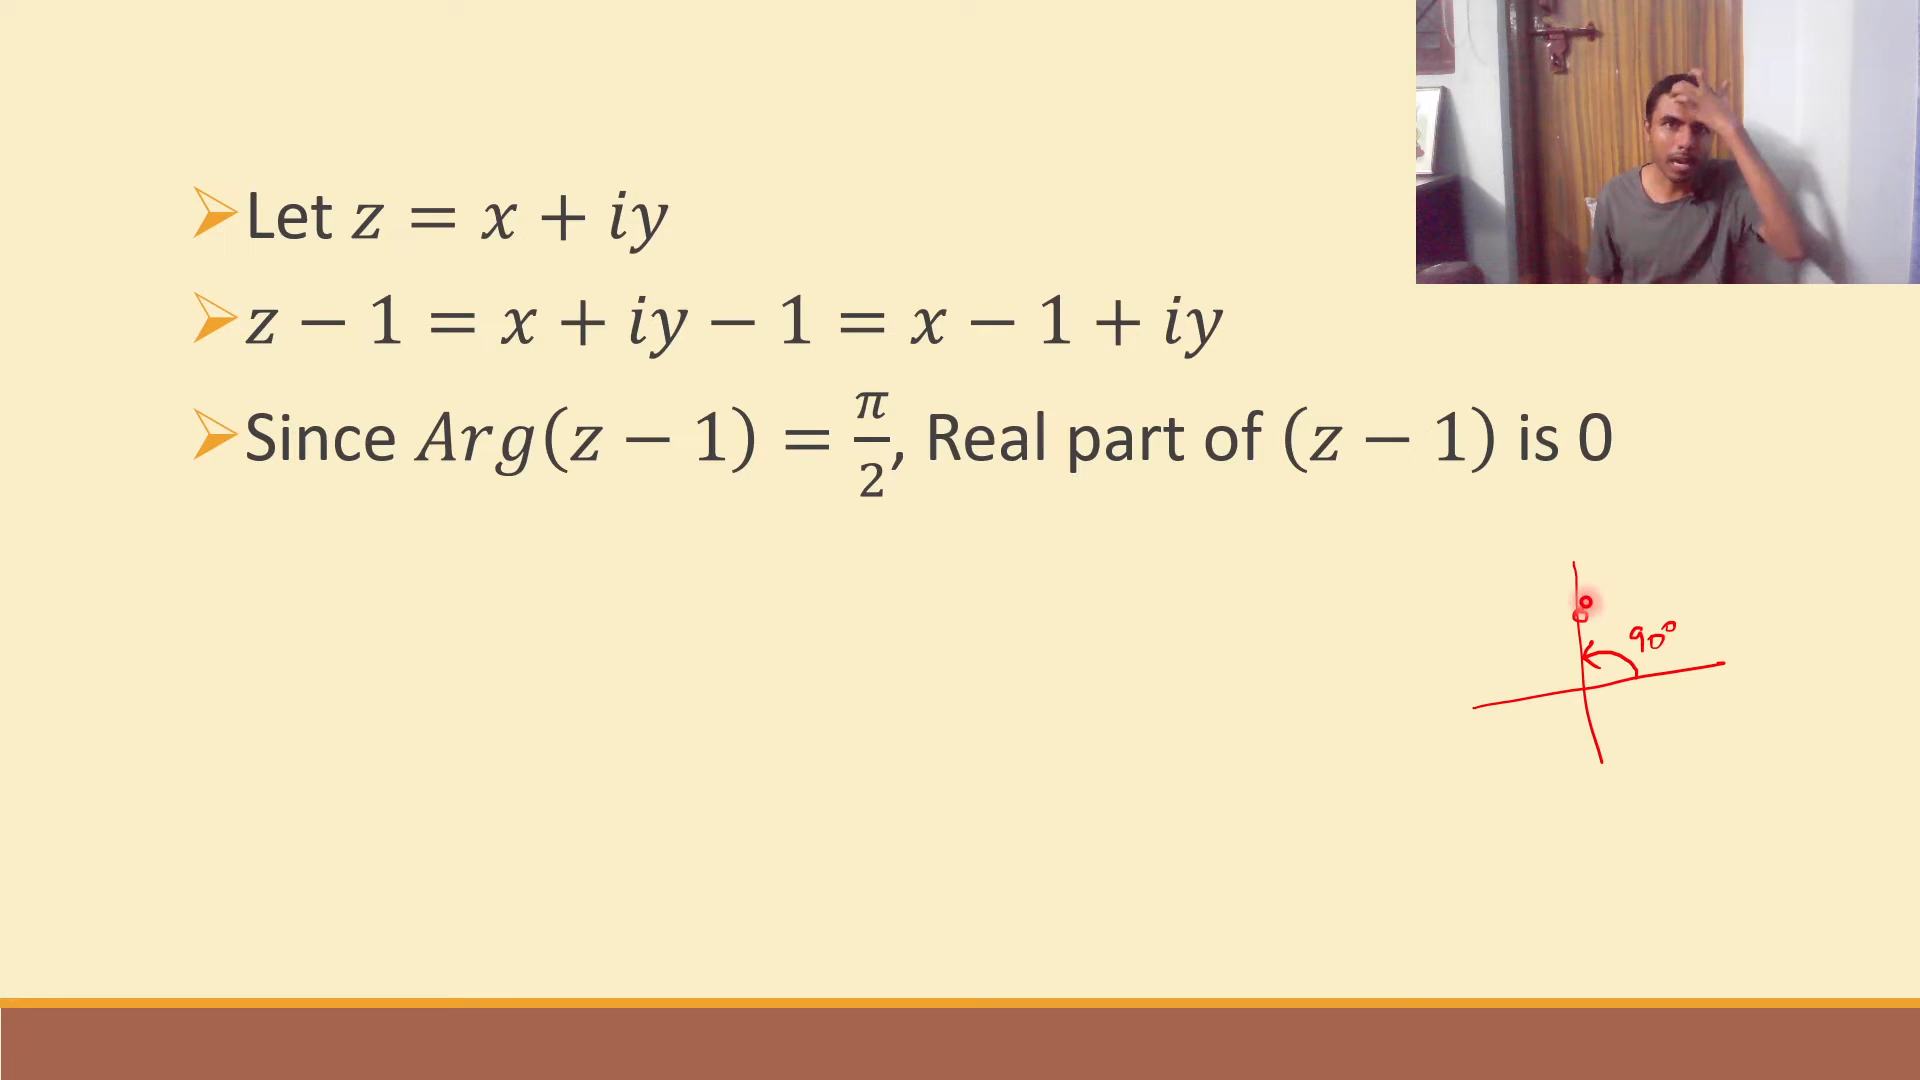 Let z = x + iy
z − 1 = x + iy − 1 = x − 1 + iy
Since Arg(z − 1) = π/2, Real part of (z − 1) is 0
90°